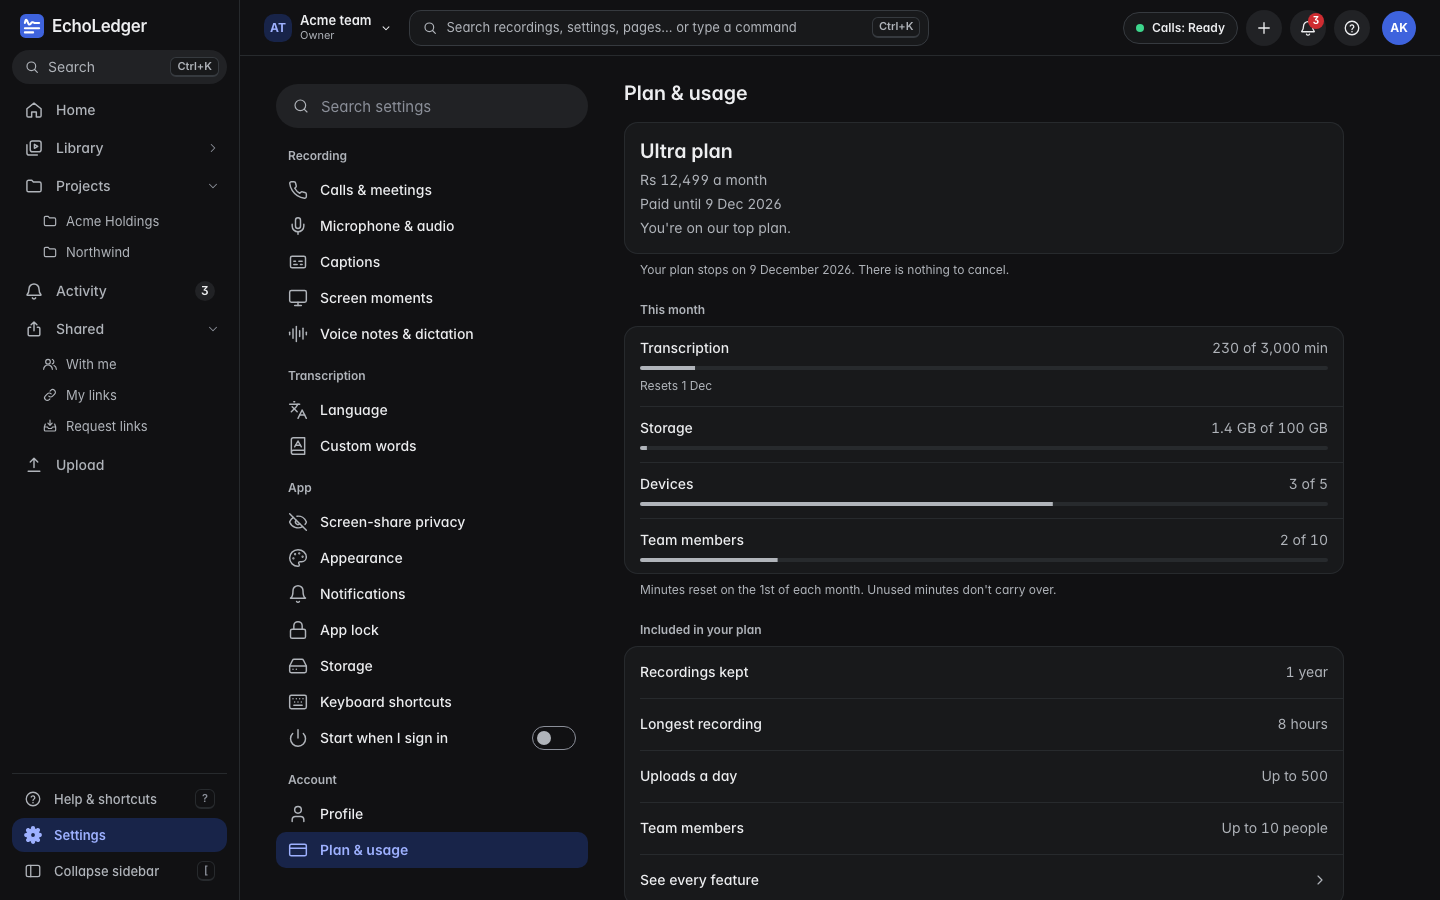 EchoLedger
Search Ctrl+K
Home
Library
Projects
Acme Holdings
Northwind
Activity 3
Shared
With me
My links
Request links
Upload
Help & shortcuts ?
Settings
Collapse sidebar [
AT Acme team
Owner
Search recordings, settings, pages... or type a command Ctrl+K
Calls: Ready
3
AK
Search settings
Recording
Calls & meetings
Microphone & audio
Captions
Screen moments
Voice notes & dictation
Transcription
Language
Custom words
App
Screen-share privacy
Appearance
Notifications
App lock
Storage
Keyboard shortcuts
Start when I sign in
Account
Profile
Plan & usage
Plan & usage
Ultra plan
Rs 12,499 a month
Paid until 9 Dec 2026
You're on our top plan.
Your plan stops on 9 December 2026. There is nothing to cancel.
This month
Transcription 230 of 3,000 min
Resets 1 Dec
Storage 1.4 GB of 100 GB
Devices 3 of 5
Team members 2 of 10
Minutes reset on the 1st of each month. Unused minutes don't carry over.
Included in your plan
Recordings kept 1 year
Longest recording 8 hours
Uploads a day Up to 500
Team members Up to 10 people
See every feature